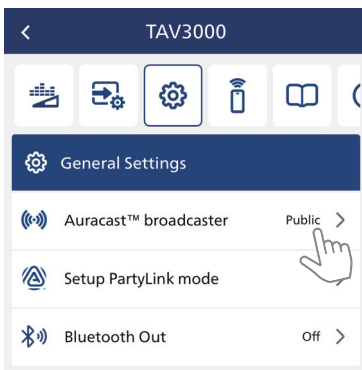 TAV3000
General Settings
Auracast™ broadcaster Public
Setup PartyLink mode
Bluetooth Out Off